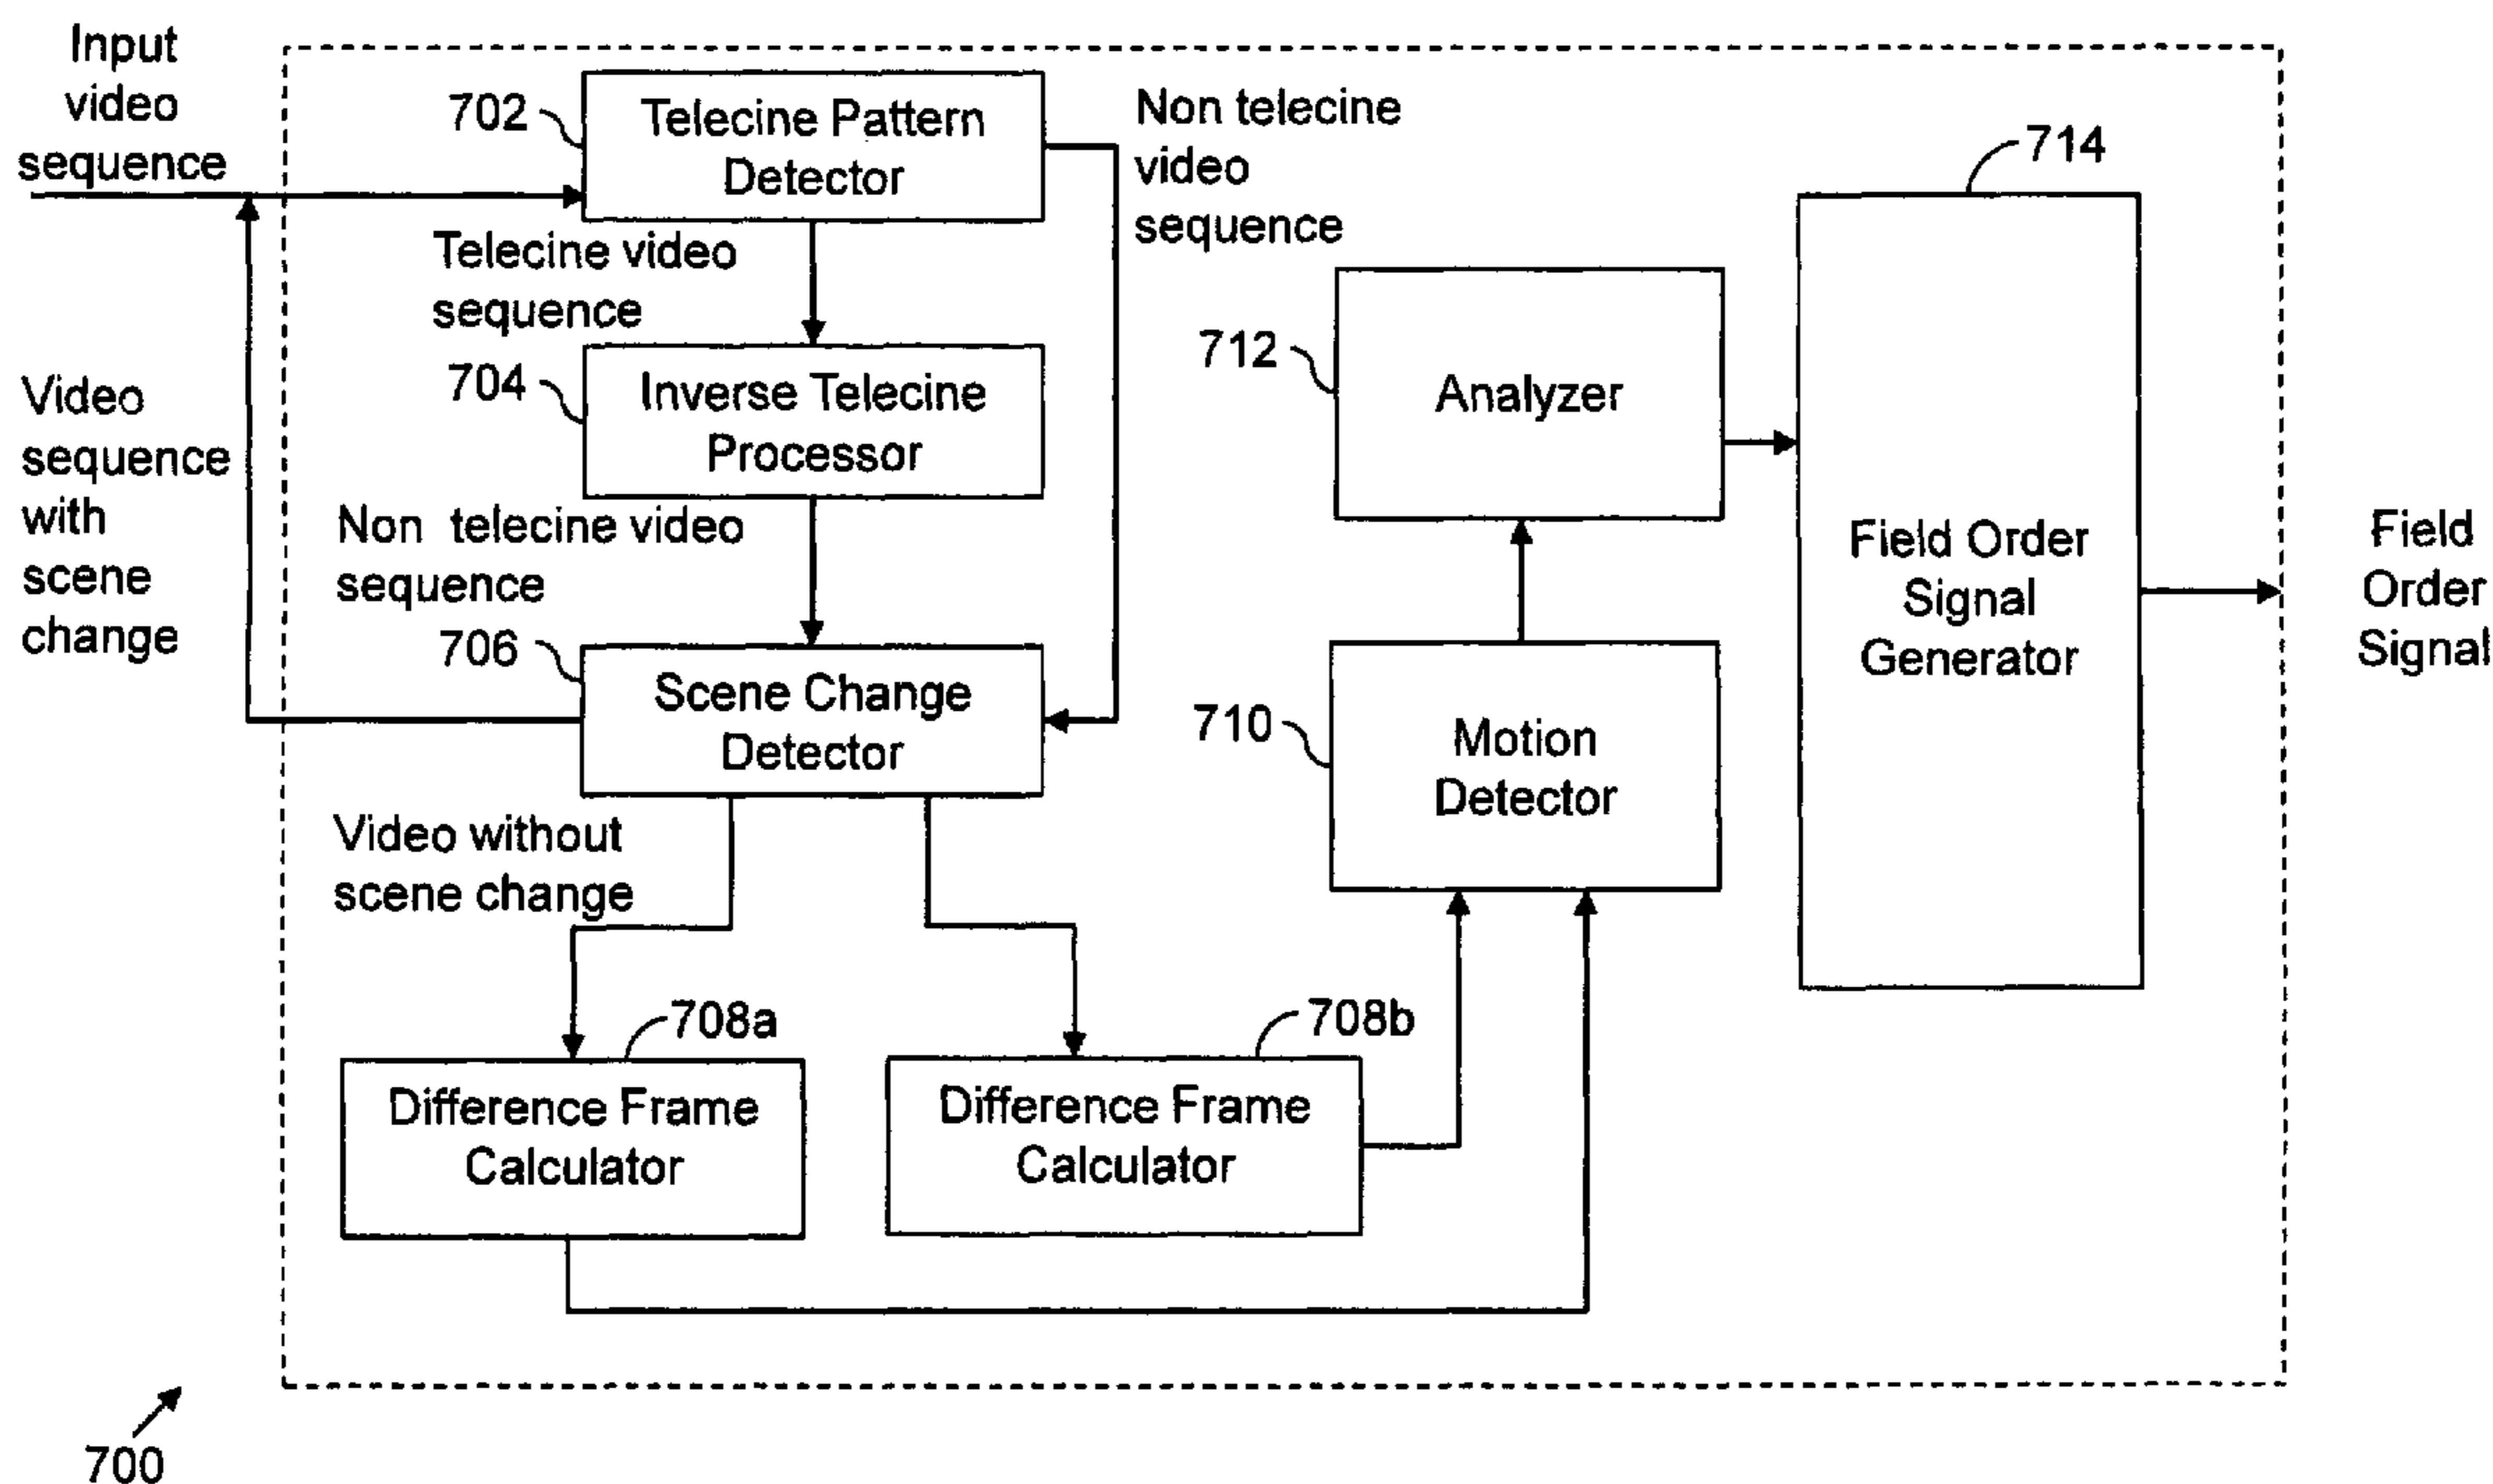 Input
video
sequence
702
Telecine Pattern
Detector
Non telecine
video
sequence
714
Telecine video
sequence
704
Inverse Telecine
Processor
712
Analyzer
Video
sequence
with
scene
change
Non telecine video
sequence
706
Scene Change
Detector
710
Motion
Detector
Field Order
Signal
Generator
Field
Order
Signal
Video without
scene change
708a
Difference Frame
Calculator
708b
Difference Frame
Calculator
700